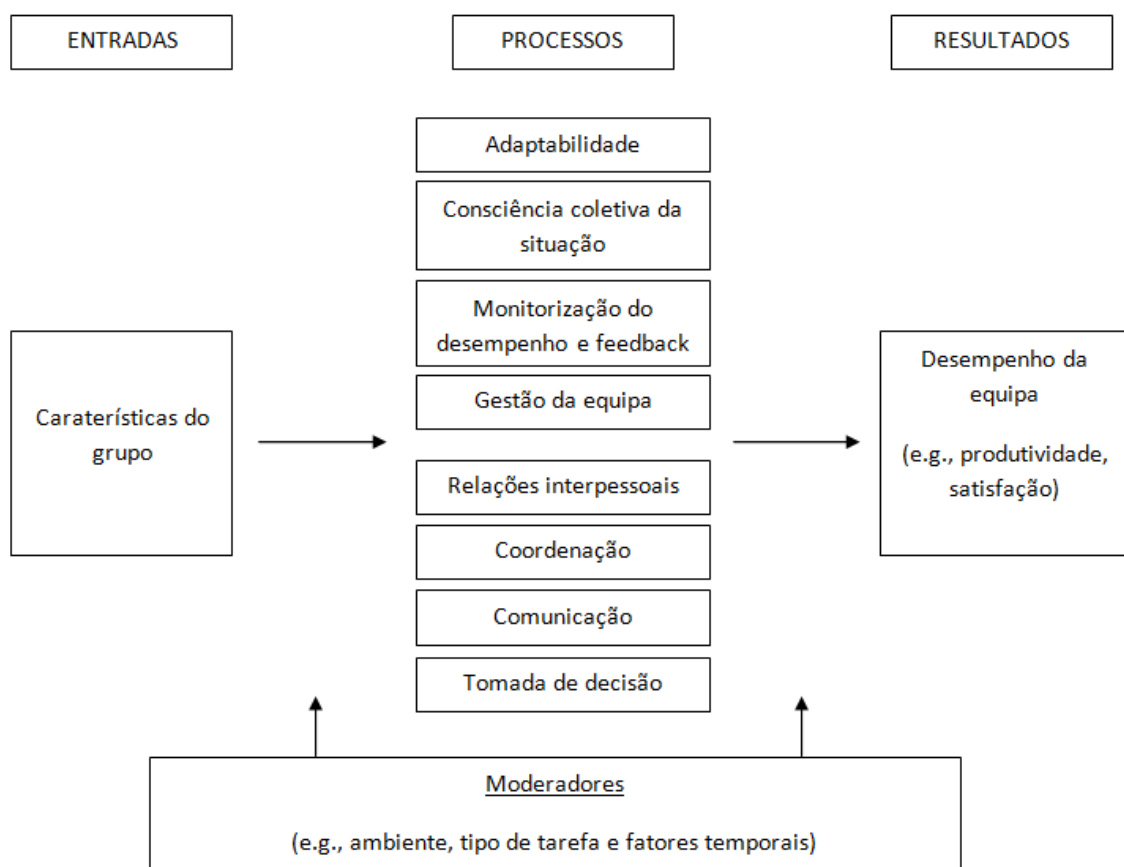 ENTRADAS
PROCESSOS
RESULTADOS
Adaptabilidade
Consciência coletiva da
situação
Monitorização do
desempenho e feedback
Gestão da equipa
Relações interpessoais
Coordenação
Comunicação
Tomada de decisão
Caraterísticas do
grupo
Desempenho da
equipa
(e.g., produtividade,
satisfação)
Moderadores
(e.g., ambiente, tipo de tarefa e fatores temporais)